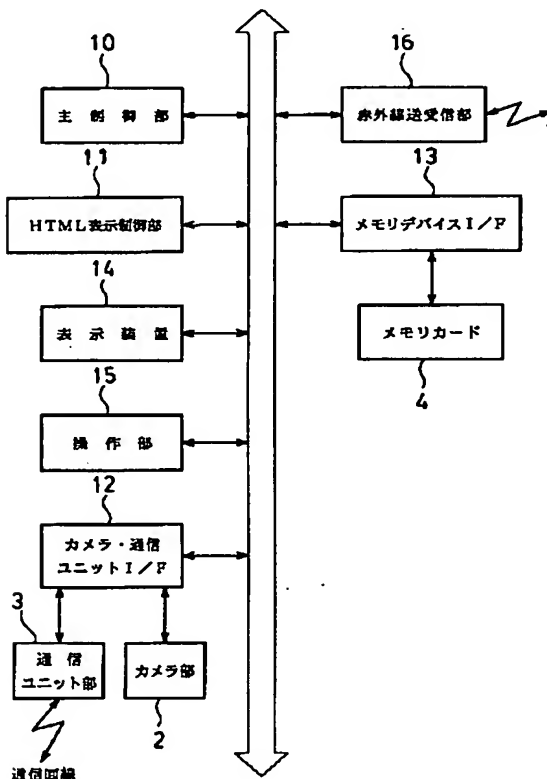 10
主制御部
11
HTML表示制御部
14
表示装置
15
操作部
12
カメラ・通信
ユニットI/F
3
通信
ユニット部
カメラ部
2
通信回線
16
赤外線送受信部
13
メモリデバイスI/F
メモリカード
4